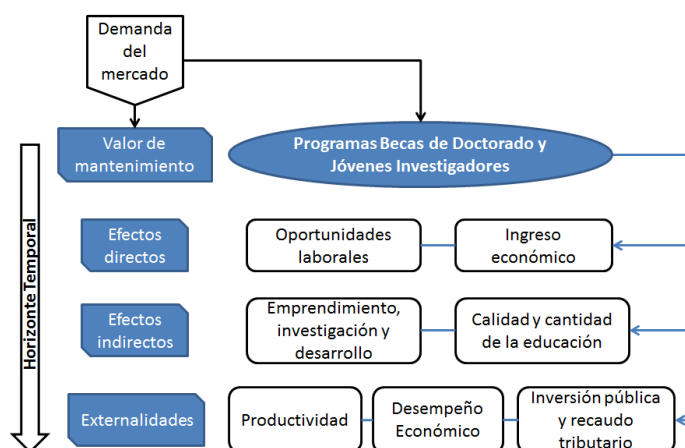 Demanda
del
mercado
Valor de
mantenimiento
Programas Becas de Doctorado y
Jóvenes Investigadores
Horizonte Temporal
Efectos
directos
Oportunidades
laborales
Ingreso
económico
Efectos
indirectos
Emprendimiento,
investigación y
desarrollo
Calidad y cantidad
de la educación
Externalidades
Productividad
Desempeño
Económico
Inversión pública
y recaudo
tributario